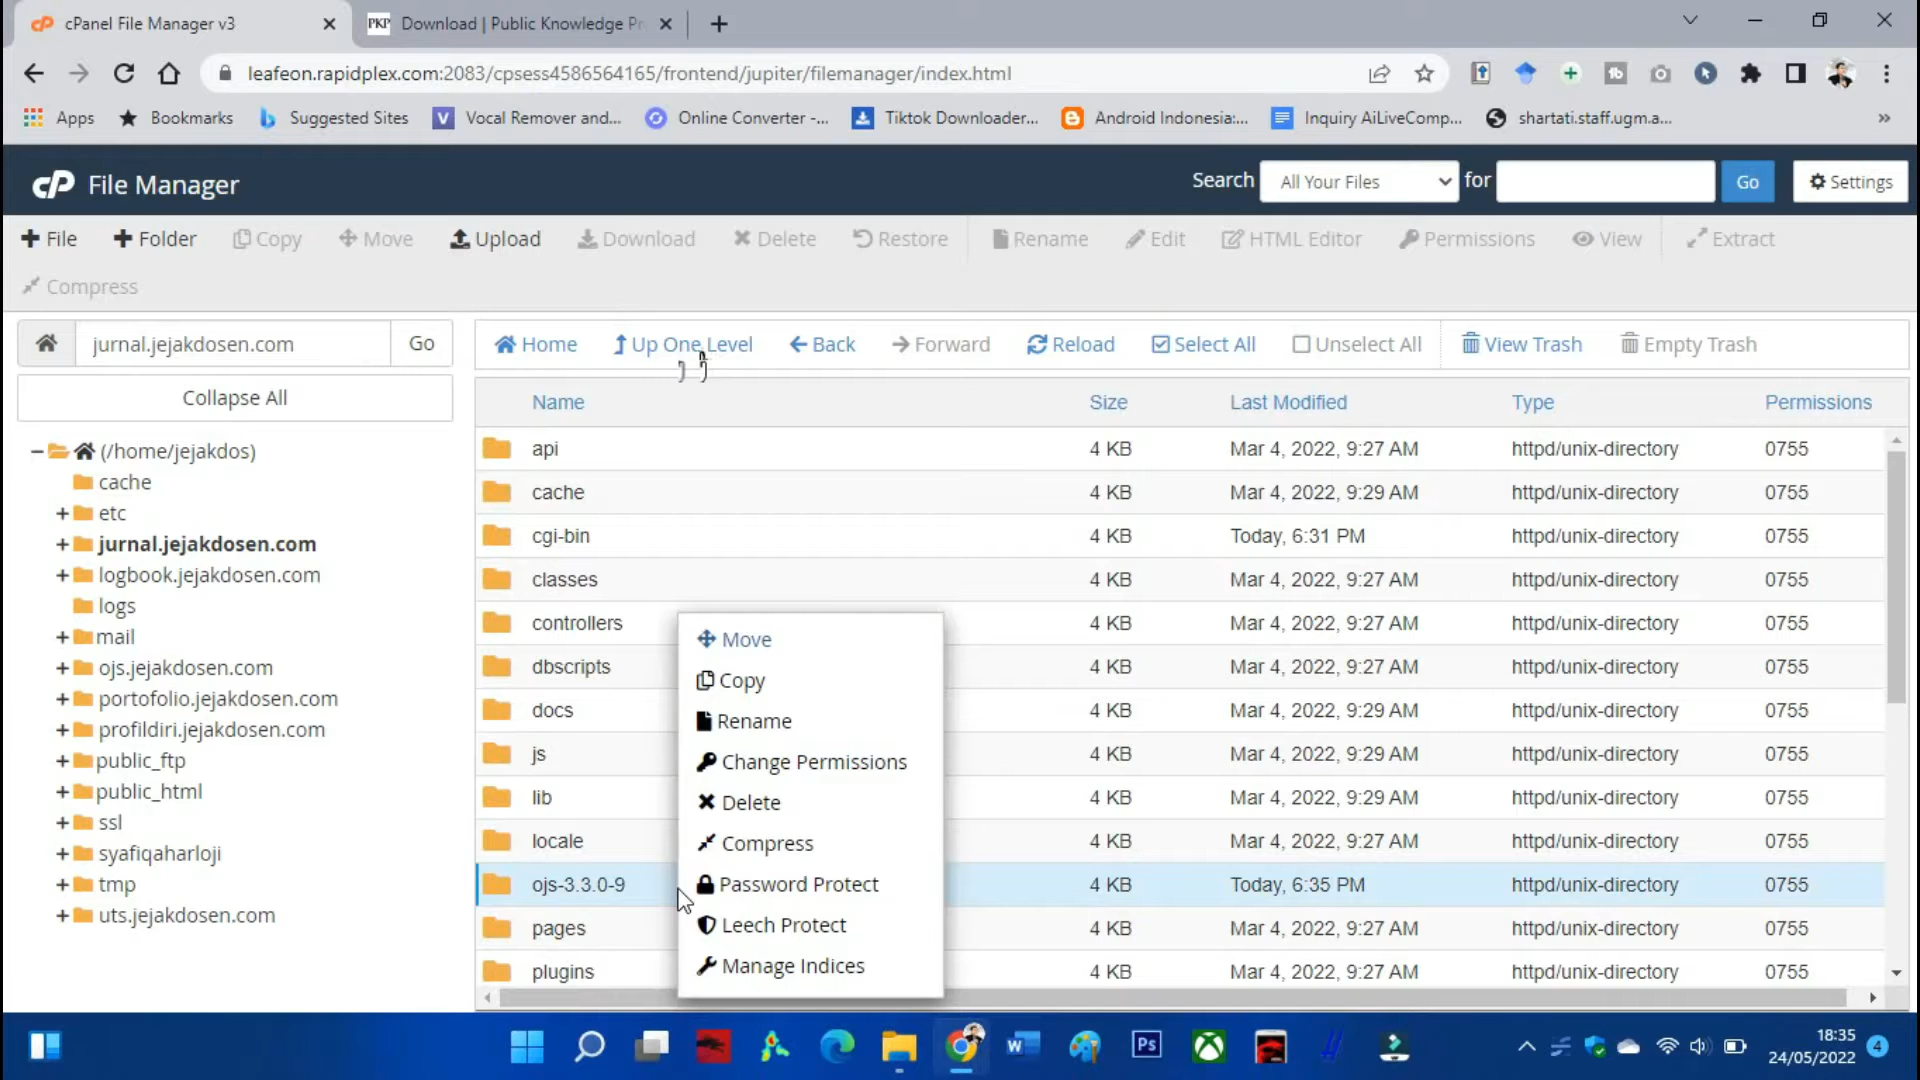 cPanel File Manager v3
PKP Download | Public Knowledge Pr
leafeon.rapidplex.com:2083/cpsess4586564165/frontend/jupiter/filemanager/index.html
Apps Bookmarks Suggested Sites Vocal Remover and... Online Converter -... Tiktok Downloader... Android Indonesia:... Inquiry AiLiveComp... shartati.staff.ugm.a... »
cP File Manager Search All Your Files for Go Settings
File Folder Copy Move Upload Download Delete Restore Rename Edit HTML Editor Permissions View Extract
Compress
jurnal.jejakdosen.com Go
Home Up One Level Back Forward Reload Select All Unselect All View Trash Empty Trash
Collapse All
(/home/jejakdos)
cache
etc
jurnal.jejakdosen.com
logbook.jejakdosen.com
logs
mail
ojs.jejakdosen.com
portofolio.jejakdosen.com
profildiri.jejakdosen.com
public_ftp
public_html
ssl
syafiqaharloji
tmp
uts.jejakdosen.com
Name Size Last Modified Type Permissions
api 4 KB Mar 4, 2022, 9:27 AM httpd/unix-directory 0755
cache 4 KB Mar 4, 2022, 9:29 AM httpd/unix-directory 0755
cgi-bin 4 KB Today, 6:31 PM httpd/unix-directory 0755
classes 4 KB Mar 4, 2022, 9:27 AM httpd/unix-directory 0755
controllers 4 KB Mar 4, 2022, 9:27 AM httpd/unix-directory 0755
dbscripts 4 KB Mar 4, 2022, 9:27 AM httpd/unix-directory 0755
docs 4 KB Mar 4, 2022, 9:29 AM httpd/unix-directory 0755
js 4 KB Mar 4, 2022, 9:29 AM httpd/unix-directory 0755
lib 4 KB Mar 4, 2022, 9:29 AM httpd/unix-directory 0755
locale 4 KB Mar 4, 2022, 9:27 AM httpd/unix-directory 0755
ojs-3.3.0-9 4 KB Today, 6:35 PM httpd/unix-directory 0755
pages 4 KB Mar 4, 2022, 9:27 AM httpd/unix-directory 0755
plugins 4 KB Mar 4, 2022, 9:27 AM httpd/unix-directory 0755
Move
Copy
Rename
Change Permissions
Delete
Compress
Password Protect
Leech Protect
Manage Indices
W Ps
18:35
24/05/2022 4